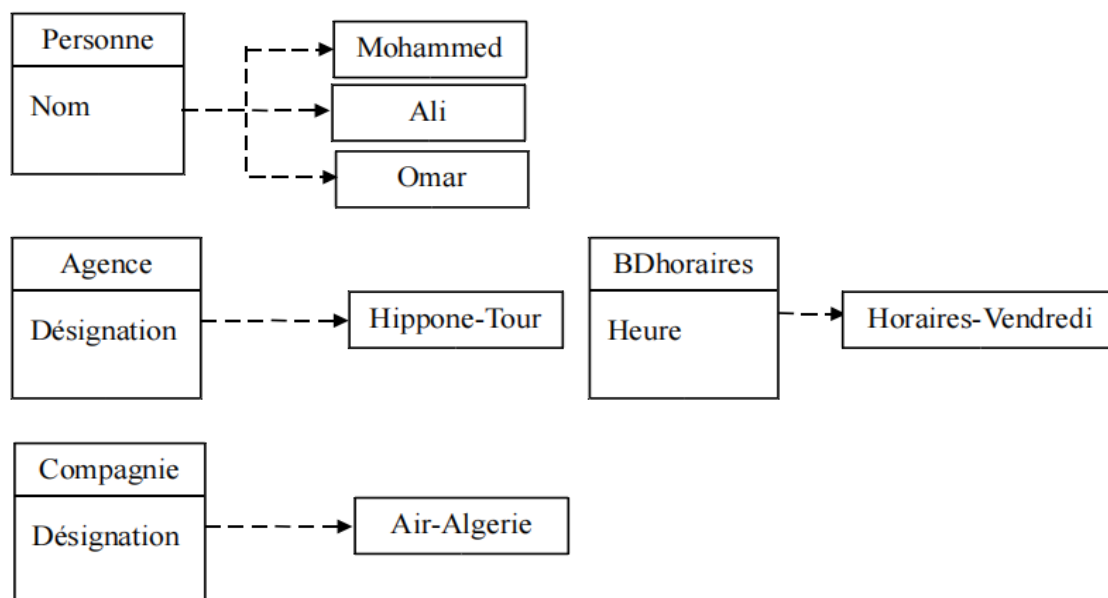 Personne
Nom
Mohammed
Ali
Omar
Agence
Désignation
Hippone-Tour
BDhoraires
Heure
Horaires-Vendredi
Compagnie
Désignation
Air-Algerie